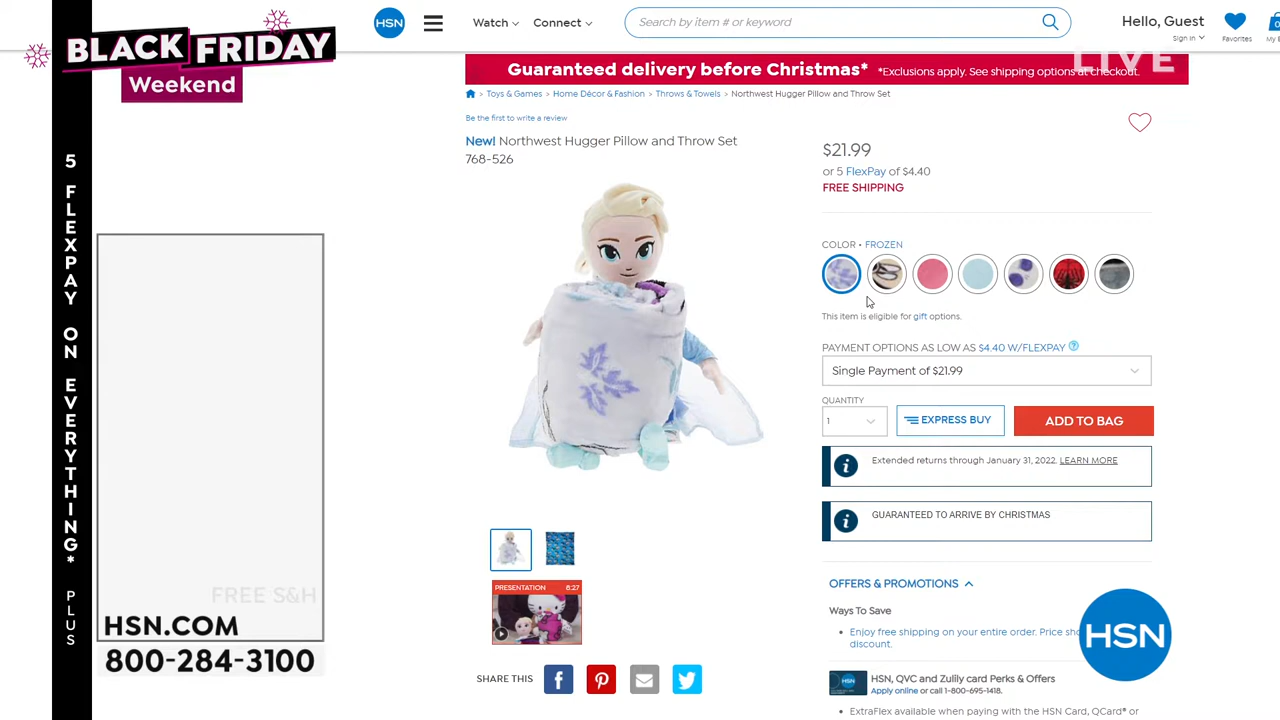 BLACK FRIDAY
Weekend
5 FLEXPAY ON EVERYTHING* PLUS
FREE S&H
HSN.COM
800-284-3100
HSN
Watch
Connect
Search by item # or keyword
Hello, Guest
Sign In
Favorites
0
My B
LIVE
Guaranteed delivery before Christmas* *Exclusions apply. See shipping options at checkout.
> Toys & Games > Home Décor & Fashion > Throws & Towels > Northwest Hugger Pillow and Throw Set
Be the first to write a review
New! Northwest Hugger Pillow and Throw Set
768-526
PRESENTATION 8:27
SHARE THIS
$21.99
or 5 FlexPay of $4.40
FREE SHIPPING
COLOR • FROZEN
This item is eligible for gift options.
PAYMENT OPTIONS AS LOW AS $4.40 W/FLEXPAY ?
Single Payment of $21.99
QUANTITY
1
EXPRESS BUY
ADD TO BAG
Extended returns through January 31, 2022. LEARN MORE
GUARANTEED TO ARRIVE BY CHRISTMAS
OFFERS & PROMOTIONS
Ways To Save
• Enjoy free shipping on your entire order. Price sho
discount.
HSN
HSN, QVC and Zulily card Perks & Offers
Apply online or call 1-800-695-1418.
• ExtraFlex available when paying with the HSN Card, QCard® or
HSN